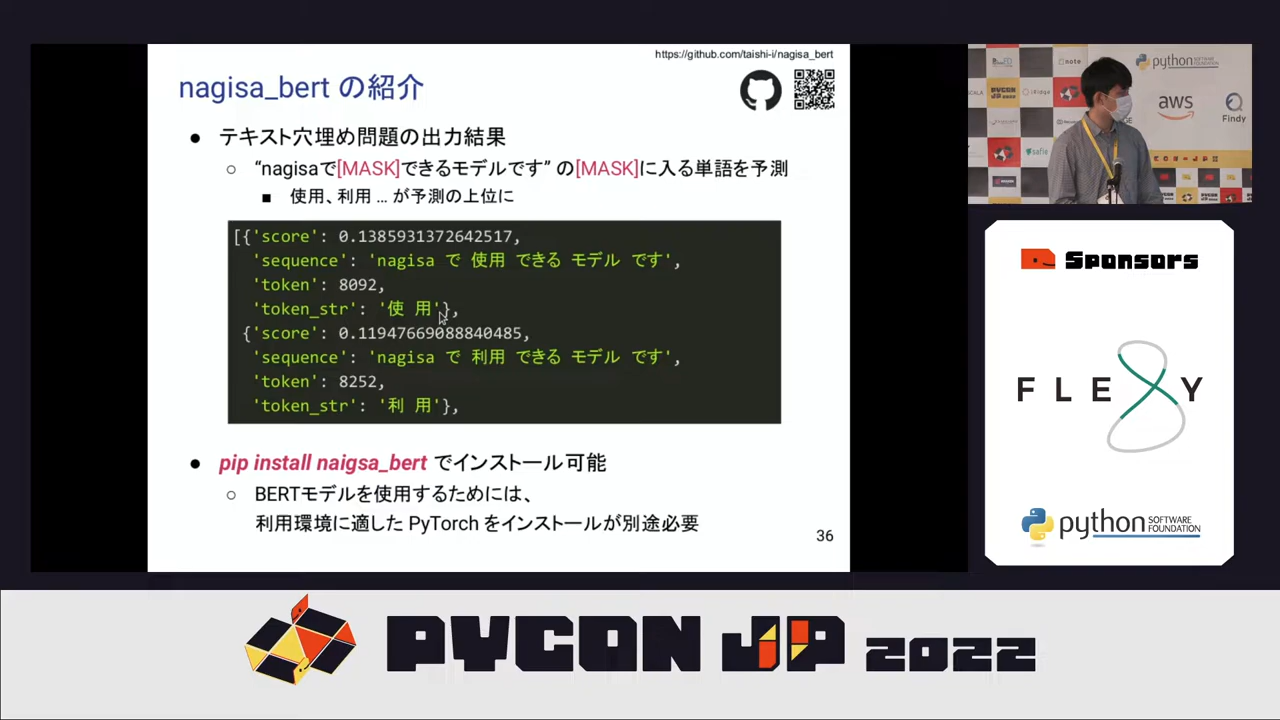 https://github.com/taishi-i/nagisa_bert
nagisa_bert の紹介
● テキスト穴埋め問題の出力結果
○ “nagisaで[MASK]できるモデルです” の[MASK]に入る単語を予測
■ 使用、利用 ... が予測の上位に
[{'score': 0.1385931372642517,
'sequence': 'nagisa で 使用 できる モデル です',
'token': 8092,
'token_str': '使 用'},
{'score': 0.11947669088840485,
'sequence': 'nagisa で 利用 できる モデル です',
'token': 8252,
'token_str': '利 用'},
● pip install naigsa_bert でインストール可能
○ BERTモデルを使用するためには、
利用環境に適した PyTorch をインストールが別途必要
36
note
python
SOFTWARE FOUNDATION
aws
Findy
safie
Sponsors
FLEXY
python SOFTWARE FOUNDATION
PYCON JP 2022